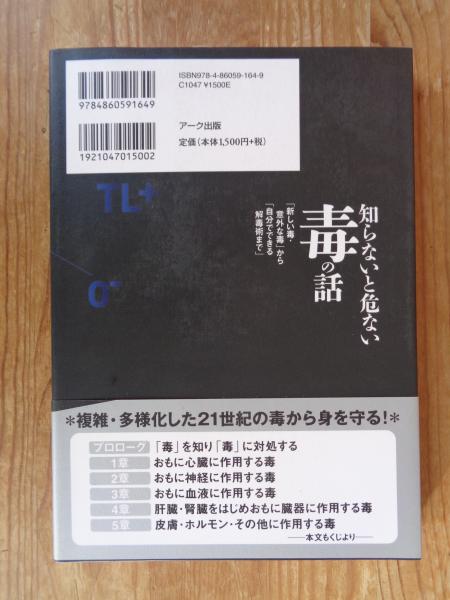 ISBN978-4-86059-164-9
C1047 ¥1500E
9784860591649
アーク出版
定価(本体1,500円+税)
1921047015002
TL+
O-
知らないと危ない
毒の話
「新しい毒・
意外な毒」から
「自分でできる
解毒術まで」
*複雑・多様化した21世紀の毒から身を守る!*
プロローグ 「毒」を知り「毒」に対処する
1章 おもに心臓に作用する毒
2章 おもに神経に作用する毒
3章 おもに血液に作用する毒
4章 肝臓・腎臓をはじめおもに臓器に作用する毒
5章 皮膚・ホルモン・その他に作用する毒
——本文もくじより——